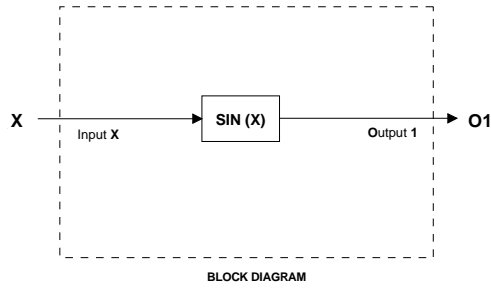 X
Input X
SIN (X)
Output 1
O1
BLOCK DIAGRAM